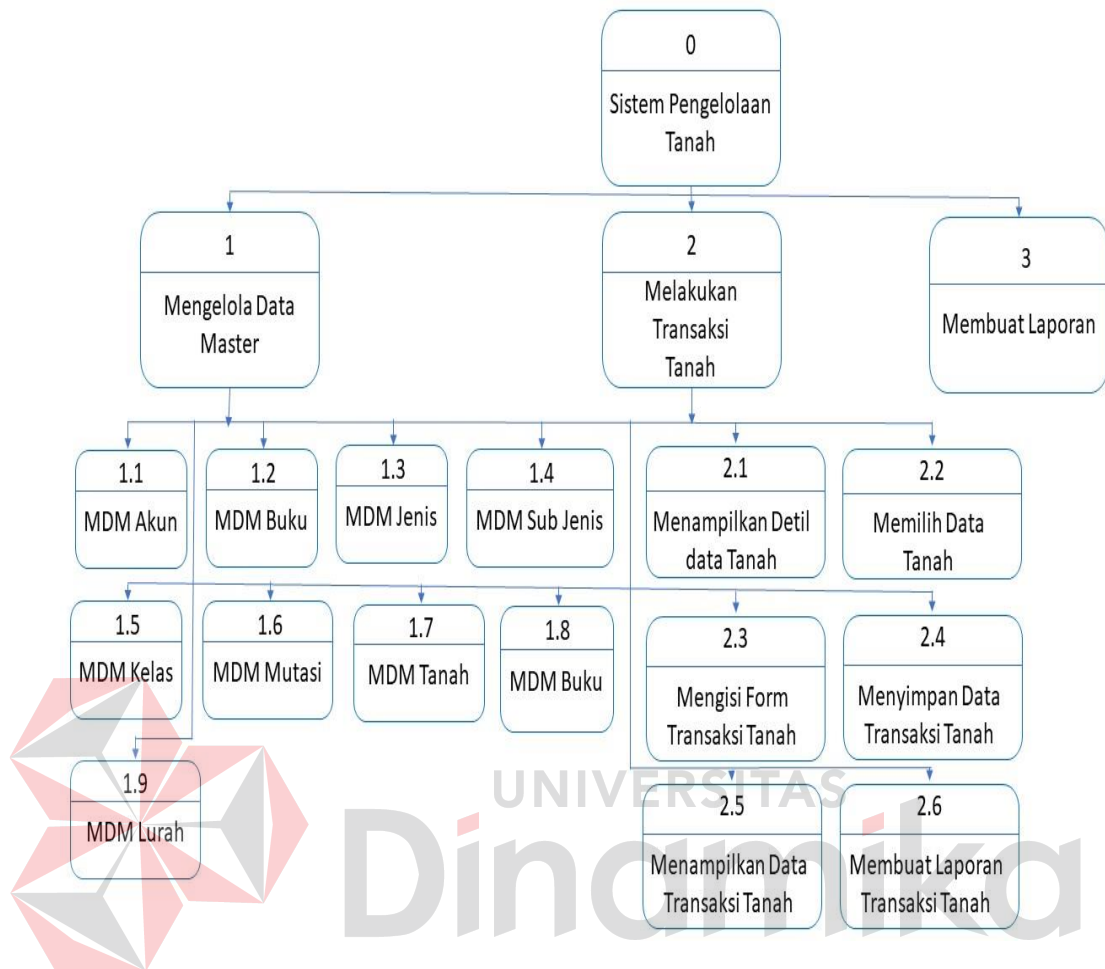 0
Sistem Pengelolaan
Tanah
1
Mengelola Data
Master
2
Melakukan
Transaksi
Tanah
3
Membuat Laporan
1.1
MDM Akun
1.2
MDM Buku
1.3
MDM Jenis
1.4
MDM Sub Jenis
2.1
Menampilkan Detil
data Tanah
2.2
Memilih Data
Tanah
1.5
MDM Kelas
1.6
MDM Mutasi
1.7
MDM Tanah
1.8
MDM Buku
2.3
Mengisi Form
Transaksi Tanah
2.4
Menyimpan Data
Transaksi Tanah
1.9
MDM Lurah
2.5
Menampilkan Data
Transaksi Tanah
2.6
Membuat Laporan
Transaksi Tanah
UNIVERSITAS
Dinamika